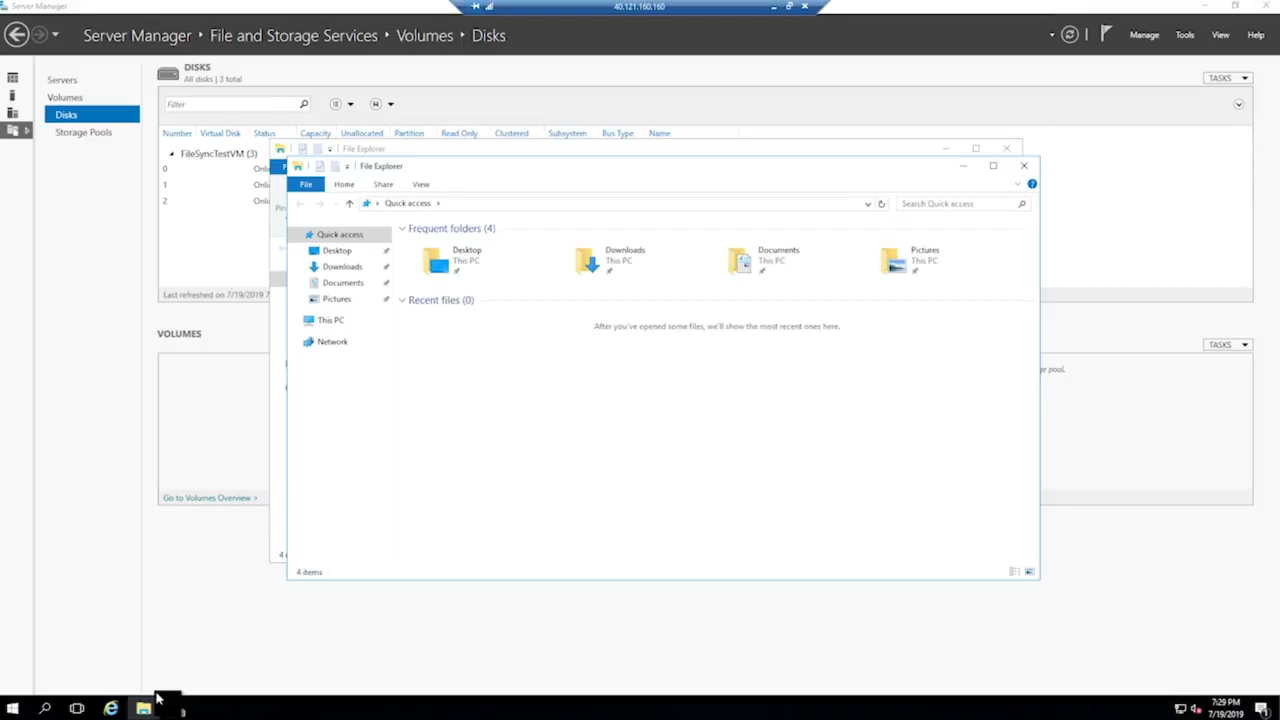 Server Manager
40.121.160.160
Server Manager File and Storage Services Volumes Disks
Manage Tools View Help
Servers
Volumes
Disks
Storage Pools
DISKS
All disks | 3 total
TASKS
Filter
Number Virtual Disk Status Capacity Unallocated Partition Read Only Clustered Subsystem Bus Type Name
FileSyncTestVM (3)
0
1
2
Last refreshed on 7/19/2019 7
File Explorer
File Explorer
File Home Share View
Quick access
Search Quick access
Quick access
Desktop
Downloads
Documents
Pictures
This PC
Network
Frequent folders (4)
Desktop
This PC
Downloads
This PC
Documents
This PC
Pictures
This PC
Recent files (0)
After you've opened some files, we'll show the most recent ones here.
4 items
VOLUMES
TASKS
pool.
Go to Volumes Overview >
4
7:29 PM
7/19/2019
1